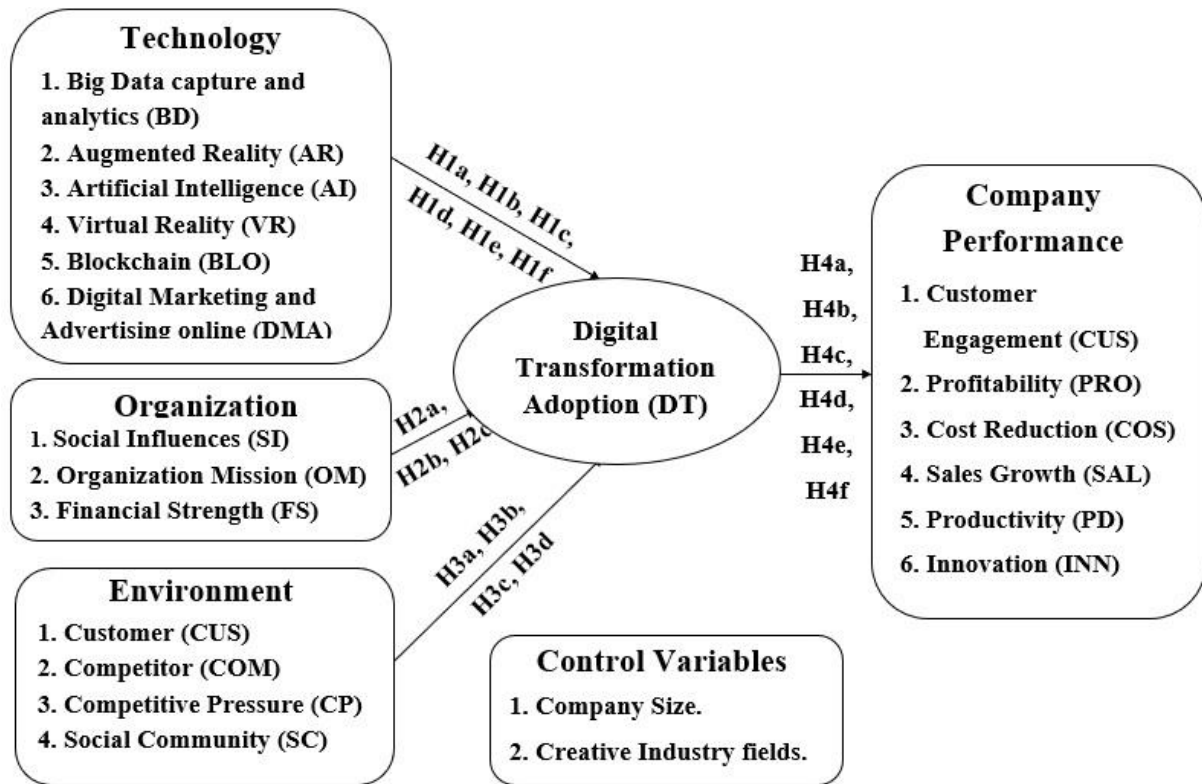 Technology
1. Big Data capture and
analytics (BD)
2. Augmented Reality (AR)
3. Artificial Intelligence (AI)
4. Virtual Reality (VR)
5. Blockchain (BLO)
6. Digital Marketing and
Advertising online (DMA)
H1a, H1b, H1c,
H1d, H1e, H1f
Organization
1. Social Influences (SI)
2. Organization Mission (OM)
3. Financial Strength (FS)
H2a,
H2b, H2c
Environment
1. Customer (CUS)
2. Competitor (COM)
3. Competitive Pressure (CP)
4. Social Community (SC)
H3a, H3b,
H3c, H3d
Digital
Transformation
Adoption (DT)
H4a,
H4b,
H4c,
H4d,
H4e,
H4f
Company
Performance
1. Customer
Engagement (CUS)
2. Profitability (PRO)
3. Cost Reduction (COS)
4. Sales Growth (SAL)
5. Productivity (PD)
6. Innovation (INN)
Control Variables
1. Company Size.
2. Creative Industry fields.